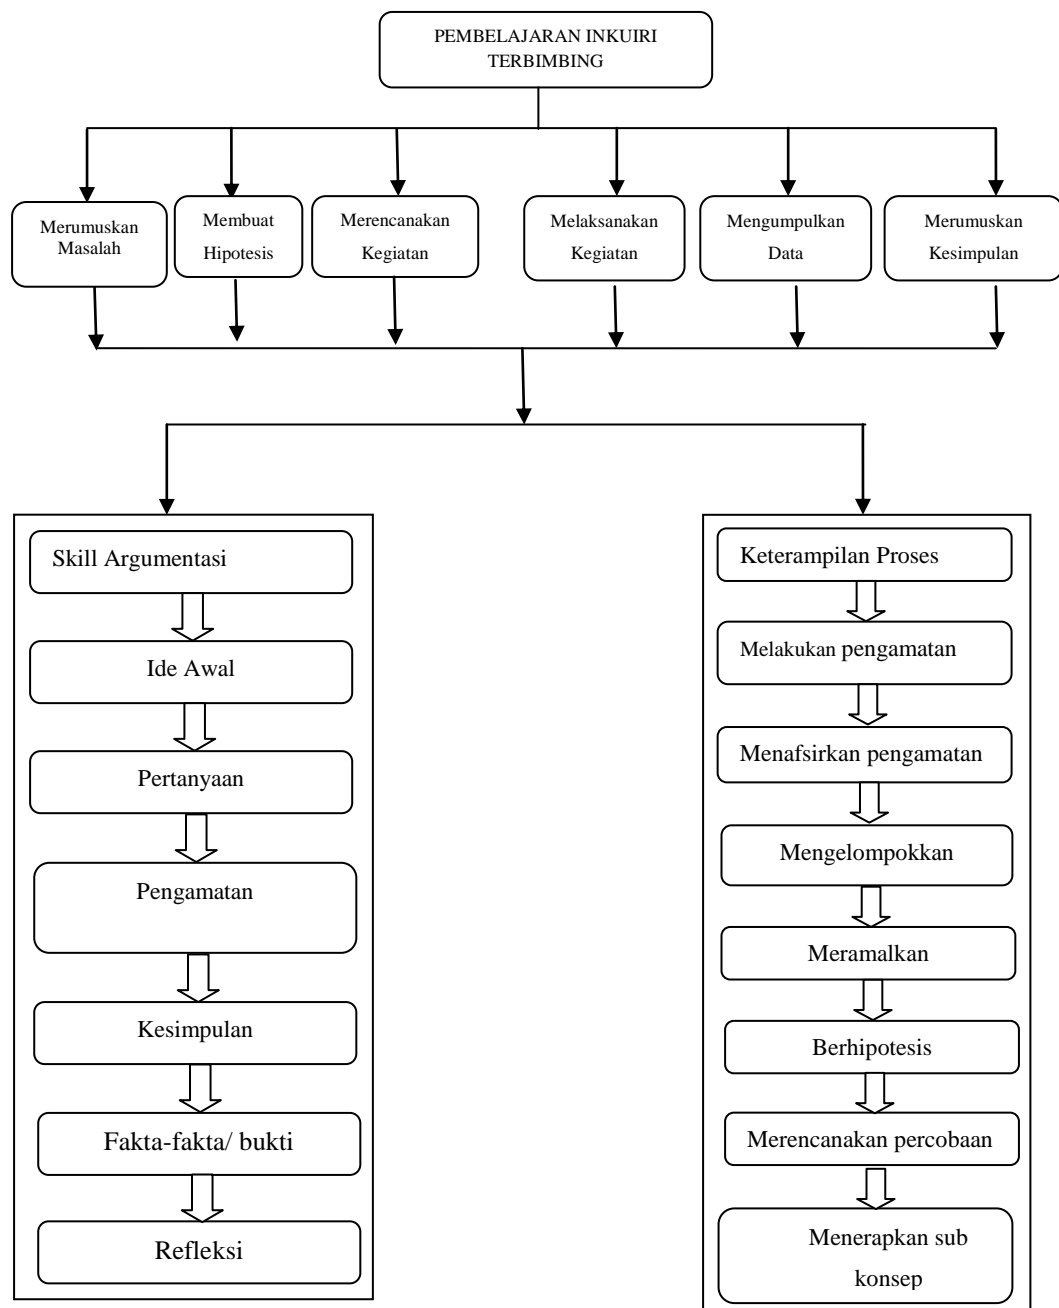 PEMBELAJARAN INKUIRI
TERBIMBING
Merumuskan
Masalah
Membuat
Hipotesis
Merencanakan
Kegiatan
Melaksanakan
Kegiatan
Mengumpulkan
Data
Merumuskan
Kesimpulan
Skill Argumentasi
Ide Awal
Pertanyaan
Pengamatan
Kesimpulan
Fakta-fakta/ bukti
Refleksi
Keterampilan Proses
Melakukan pengamatan
Menafsirkan pengamatan
Mengelompokkan
Meramalkan
Berhipotesis
Merencanakan percobaan
Menerapkan sub
konsep